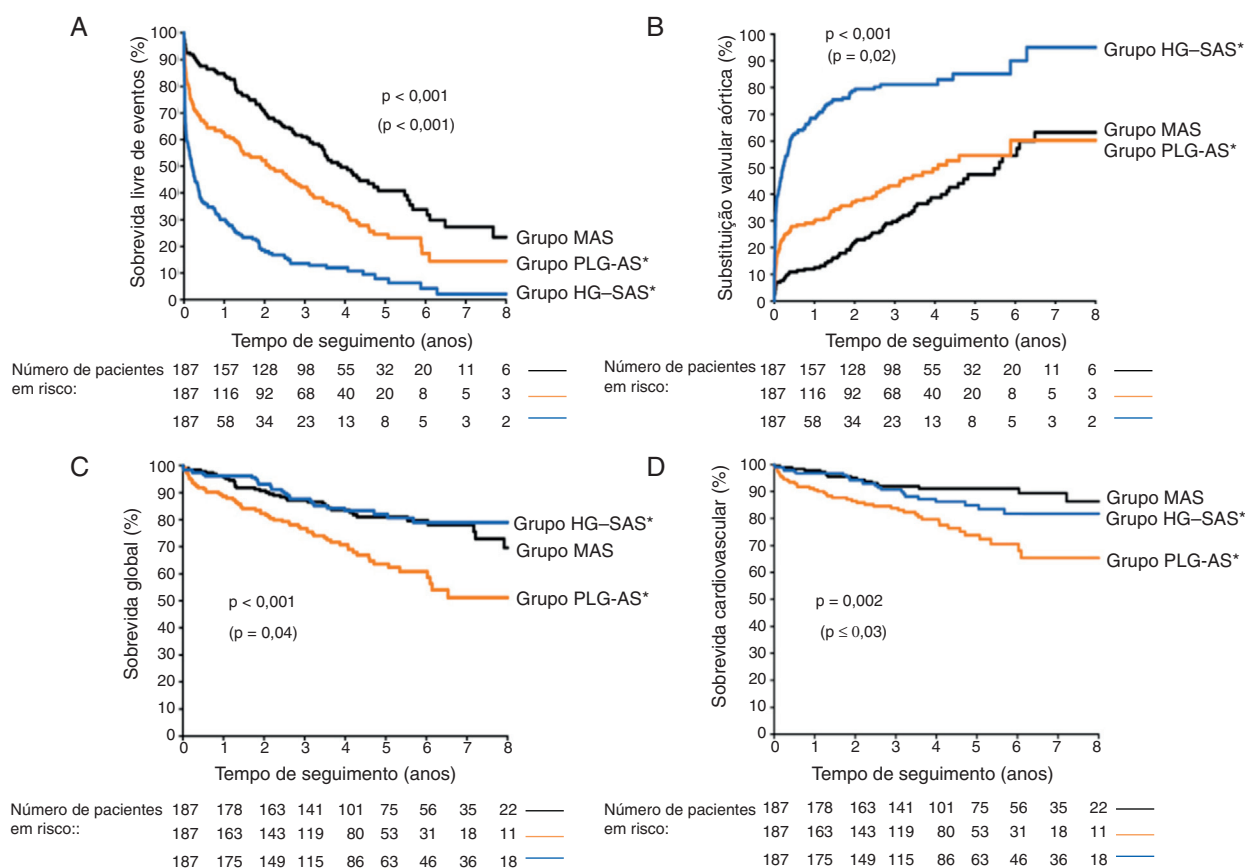 A
Sobrevida livre de eventos (%)
100
90
80
70
60
50
40
30
20
10
0
p < 0,001
(p < 0,001)
Grupo MAS
Grupo PLG-AS*
Grupo HG–SAS*
0 1 2 3 4 5 6 7 8
Tempo de seguimento (anos)
Número de pacientes
em risco:
187 157 128 98 55 32 20 11 6
187 116 92 68 40 20 8 5 3
187 58 34 23 13 8 5 3 2
B
Substituição valvular aórtica (%)
100
90
80
70
60
50
40
30
20
10
0
p < 0,001
(p = 0,02)
Grupo HG–SAS*
Grupo MAS
Grupo PLG-AS*
0 1 2 3 4 5 6 7 8
Tempo de seguimento (anos)
Número de pacientes
em risco:
187 157 128 98 55 32 20 11 6
187 116 92 68 40 20 8 5 3
187 58 34 23 13 8 5 3 2
C
Sobrevida global (%)
100
90
80
70
60
50
40
30
20
10
0
p < 0,001
(p = 0,04)
Grupo HG–SAS*
Grupo MAS
Grupo PLG-AS*
0 1 2 3 4 5 6 7 8
Tempo de seguimento (anos)
Número de pacientes
em risco::
187 178 163 141 101 75 56 35 22
187 163 143 119 80 53 31 18 11
187 175 149 115 86 63 46 36 18
D
Sobrevida cardiovascular (%)
100
90
80
70
60
50
40
30
20
10
0
p = 0,002
(p ≤ 0,03)
Grupo MAS
Grupo HG–SAS*
Grupo PLG-AS*
0 1 2 3 4 5 6 7 8
Tempo de seguimento (anos)
Número de pacientes
em risco:
187 178 163 141 101 75 56 35 22
187 163 143 119 80 53 31 18 11
187 175 149 115 86 63 46 36 18